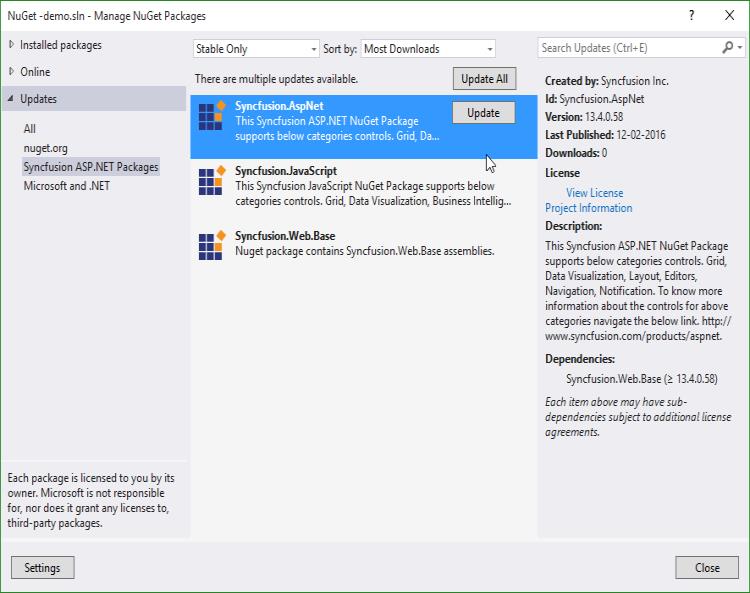 NuGet -demo.sln - Manage NuGet Packages
?
Installed packages
Online
Updates
All
nuget.org
Syncfusion ASP.NET Packages
Microsoft and .NET
Each package is licensed to you by its
owner. Microsoft is not responsible
for, nor does it grant any licenses to,
third-party packages.
Settings
Stable Only
Sort by:
Most Downloads
There are multiple updates available.
Update All
Syncfusion.AspNet
This Syncfusion ASP.NET NuGet Package
supports below categories controls. Grid, Da...
Update
Syncfusion.JavaScript
This Syncfusion JavaScript NuGet Package supports below
categories controls. Grid, Data Visualization, Business Intellig...
Syncfusion.Web.Base
Nuget package contains Syncfusion.Web.Base assemblies.
Search Updates (Ctrl+E)
Created by: Syncfusion Inc.
Id: Syncfusion.AspNet
Version: 13.4.0.58
Last Published: 12-02-2016
Downloads: 0
License
View License
Project Information
Description:
This Syncfusion ASP.NET NuGet Package
supports below categories controls. Grid,
Data Visualization, Layout, Editors,
Navigation, Notification. To know more
information about the controls for above
categories navigate the below link. http://
www.syncfusion.com/products/aspnet.
Dependencies:
Syncfusion.Web.Base (≥ 13.4.0.58)
Each item above may have sub-
dependencies subject to additional license
agreements.
Close